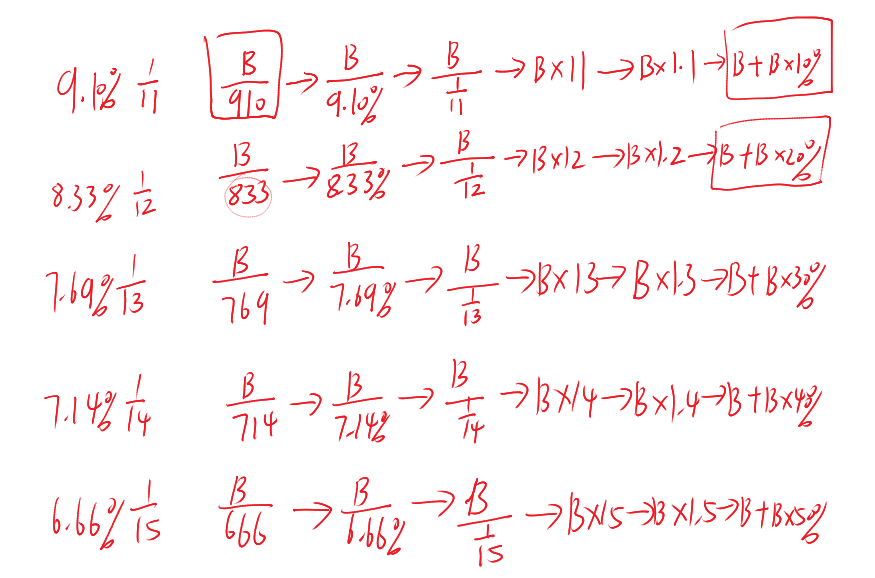 9.10% 1/11 B/910 → B/9.10% → B/(1/11) → B×11 → B×1.1 → B+B×10%
8.33% 1/12 B/833 → B/833% → B/(1/12) → B×12 → B×1.2 → B+B×20%
7.69% 1/13 B/769 → B/7.69% → B/(1/13) → B×13 → B×1.3 → B+B×30%
7.14% 1/14 B/714 → B/7.14% → B/(1/14) → B×14 → B×1.4 → B+B×40%
6.66% 1/15 B/666 → B/6.66% → B/(1/15) → B×15 → B×1.5 → B+B×50%